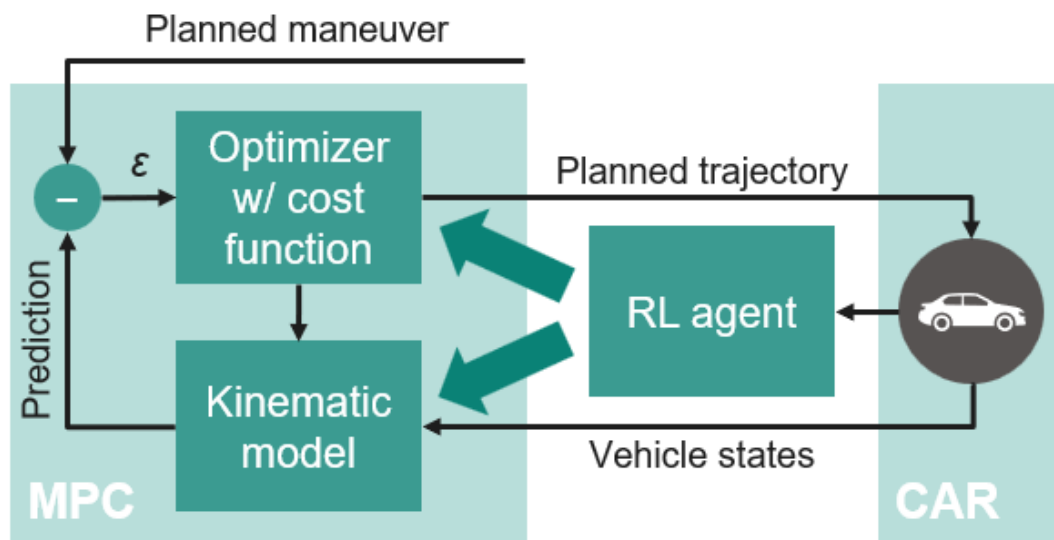 Planned maneuver
ε
Optimizer
w/ cost
function
Planned trajectory
–
RL agent
Prediction
Kinematic
model
Vehicle states
MPC
CAR